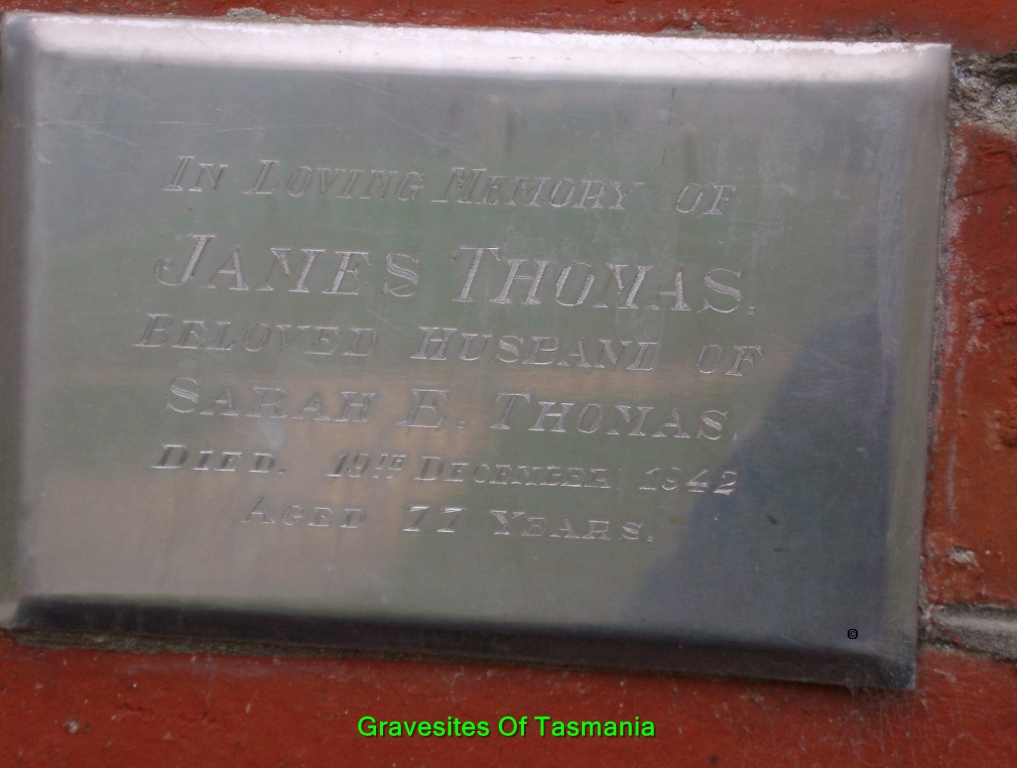 In Loving Memory of
James Thomas.
Beloved Husband of
Sarah E. Thomas.
Died. 19th December 1942
Aged 77 Years.
Gravesites Of Tasmania